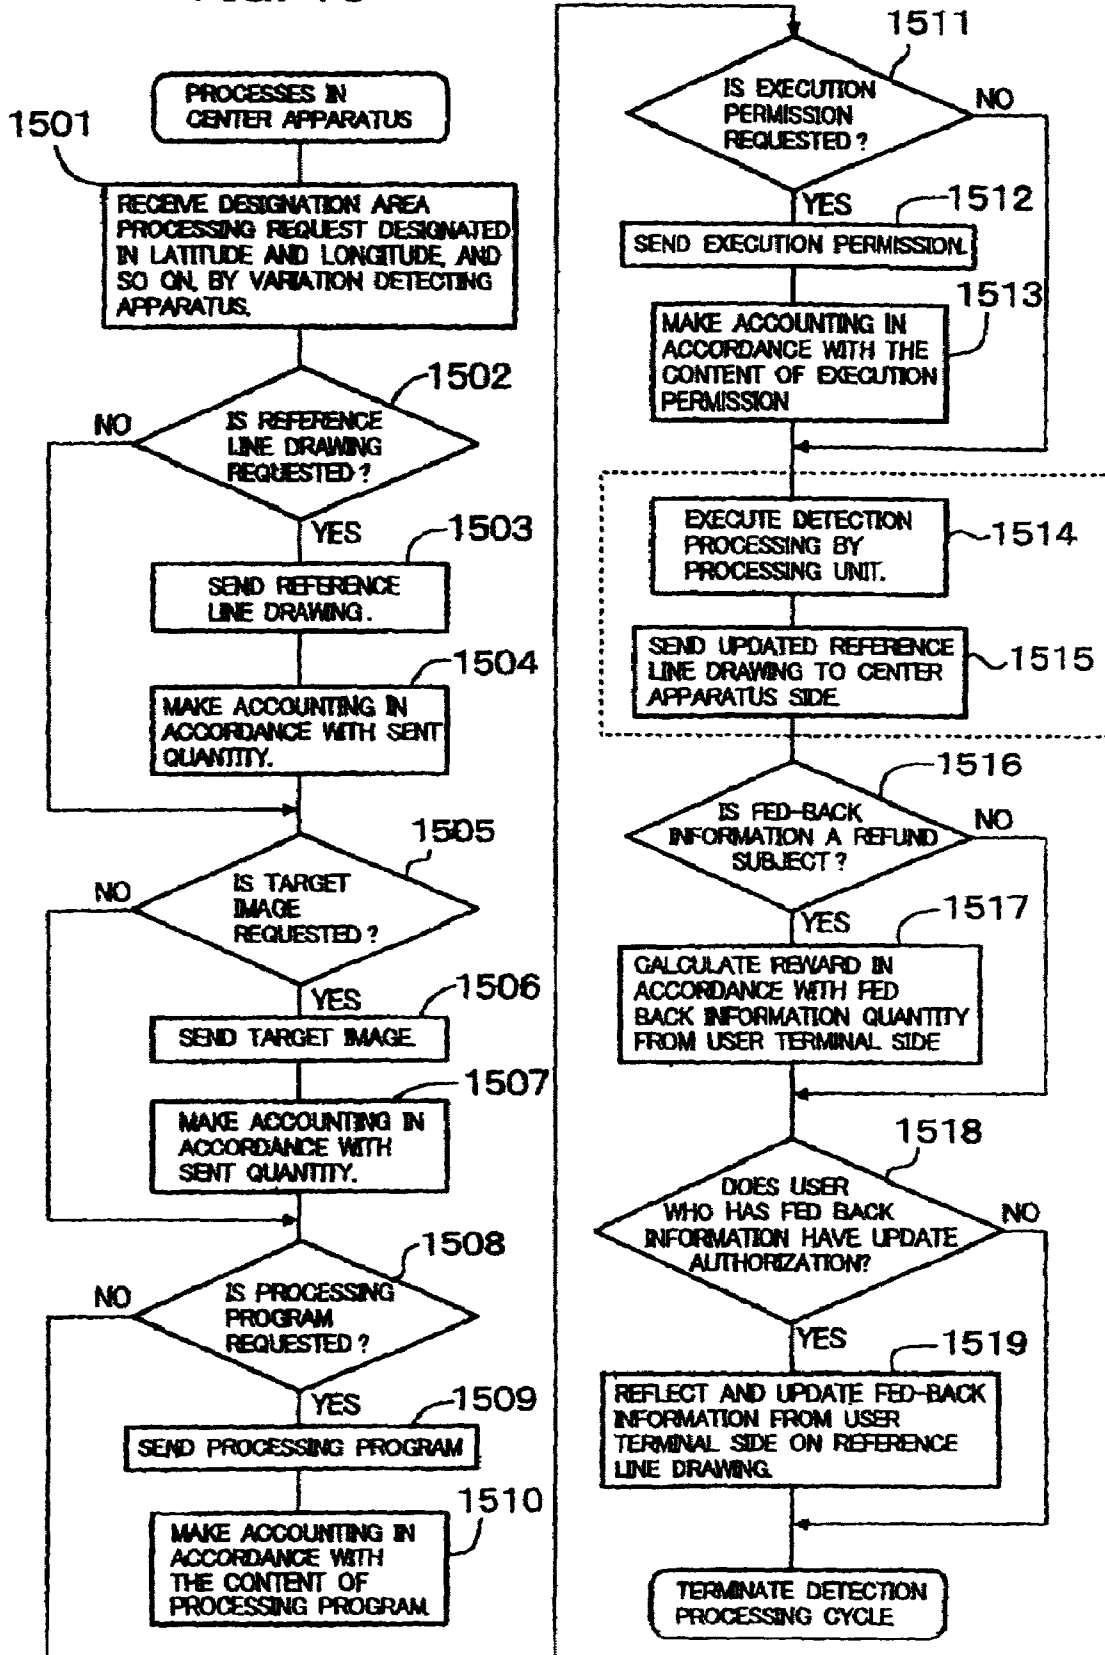 PROCESSES IN
CENTER APPARATUS
1501
RECEIVE DESIGNATION AREA
PROCESSING REQUEST DESIGNATED
IN LATITUDE AND LONGITUDE, AND
SO ON, BY VARIATION DETECTING
APPARATUS.
1502
NO
IS REFERENCE
LINE DRAWING
REQUESTED?
YES
1503
SEND REFERENCE
LINE DRAWING.
1504
MAKE ACCOUNTING IN
ACCORDANCE WITH SENT
QUANTITY.
1505
NO
IS TARGET
IMAGE
REQUESTED?
YES
1506
SEND TARGET IMAGE.
1507
MAKE ACCOUNTING IN
ACCORDANCE WITH
SENT QUANTITY.
1508
NO
IS PROCESSING
PROGRAM
REQUESTED?
YES
1509
SEND PROCESSING PROGRAM
1510
MAKE ACCOUNTING IN
ACCORDANCE WITH
THE CONTENT OF
PROCESSING PROGRAM.
1511
IS EXECUTION
PERMISSION
REQUESTED?
NO
YES
1512
SEND EXECUTION PERMISSION.
1513
MAKE ACCOUNTING IN
ACCORDANCE WITH THE
CONTENT OF EXECUTION
PERMISSION
EXECUTE DETECTION
PROCESSING BY
PROCESSING UNIT.
1514
SEND UPDATED REFERENCE
LINE DRAWING TO CENTER
APPARATUS SIDE
1515
1516
IS FED-BACK
INFORMATION A REFUND
SUBJECT?
NO
YES
1517
CALCULATE REWARD IN
ACCORDANCE WITH FED
BACK INFORMATION QUANTITY
FROM USER TERMINAL SIDE
1518
DOES USER
WHO HAS FED BACK
INFORMATION HAVE UPDATE
AUTHORIZATION?
NO
YES
1519
REFLECT AND UPDATE FED-BACK
INFORMATION FROM USER
TERMINAL SIDE ON REFERENCE
LINE DRAWING.
TERMINATE DETECTION
PROCESSING CYCLE